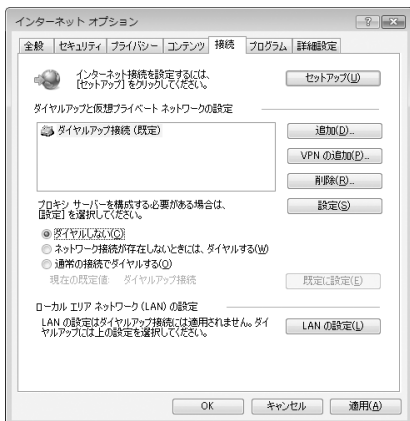 インターネット オプション
全般 セキュリティ プライバシー コンテンツ 接続 プログラム 詳細設定
インターネット接続を設定するには、
[セットアップ] をクリックしてください。
セットアップ(U)
ダイヤルアップと仮想プライベート ネットワークの設定
ダイヤルアップ接続 (既定)
追加(D)...
VPN の追加(P)...
削除(R)...
プロキシ サーバーを構成する必要がある場合は、
[設定] を選択してください。
設定(S)
ダイヤルしない(C)
ネットワーク接続が存在しないときには、ダイヤルする(W)
通常の接続でダイヤルする(O)
現在の既定値: ダイヤルアップ接続
既定に設定(E)
ローカル エリア ネットワーク (LAN) の設定
LAN の設定はダイヤルアップ接続には適用されません。ダイ
ヤルアップには上の設定を選択してください。
LAN の設定(L)
OK キャンセル 適用(A)